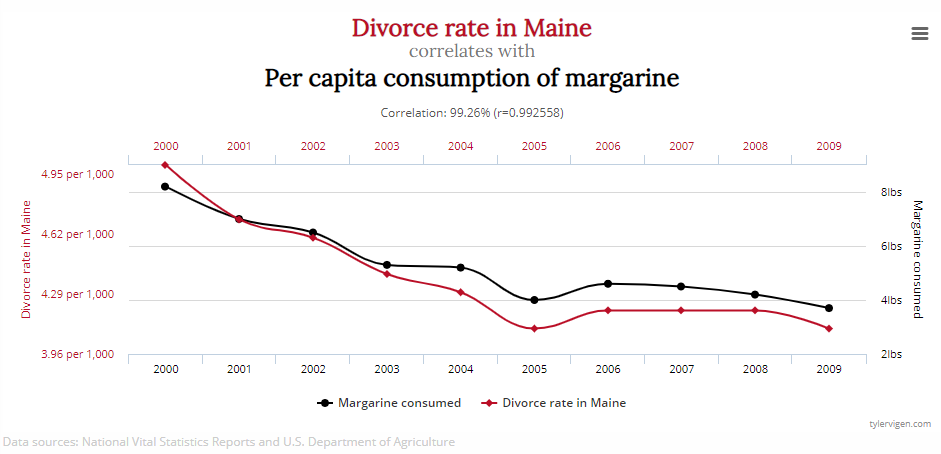 Divorce rate in Maine
correlates with
Per capita consumption of margarine
Correlation: 99.26% (r=0.992558)
2000 2001 2002 2003 2004 2005 2006 2007 2008 2009
Divorce rate in Maine
4.95 per 1,000
4.62 per 1,000
4.29 per 1,000
3.96 per 1,000
8lbs
6lbs
4lbs
2lbs
Margarine consumed
2000 2001 2002 2003 2004 2005 2006 2007 2008 2009
Margarine consumed Divorce rate in Maine
tylervigen.com
Data sources: National Vital Statistics Reports and U.S. Department of Agriculture